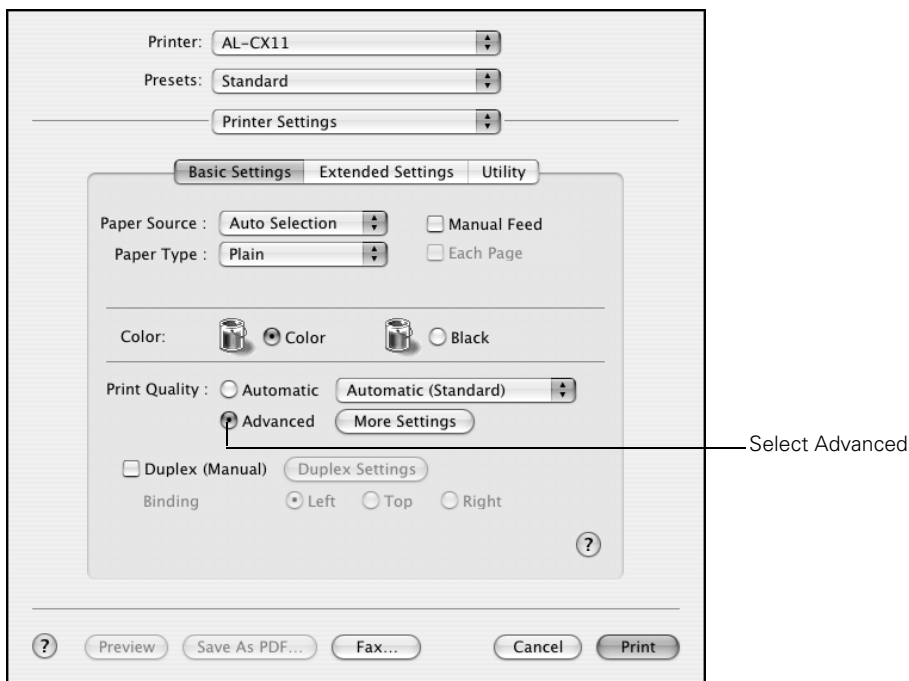 Printer: AL-CX11
Presets: Standard
Printer Settings
Basic Settings Extended Settings Utility
Paper Source : Auto Selection Manual Feed
Paper Type : Plain Each Page
Color: Color Black
Print Quality : Automatic Automatic (Standard)
Advanced More Settings
Select Advanced
Duplex (Manual) Duplex Settings
Binding Left Top Right
?
? Preview Save As PDF... Fax... Cancel Print